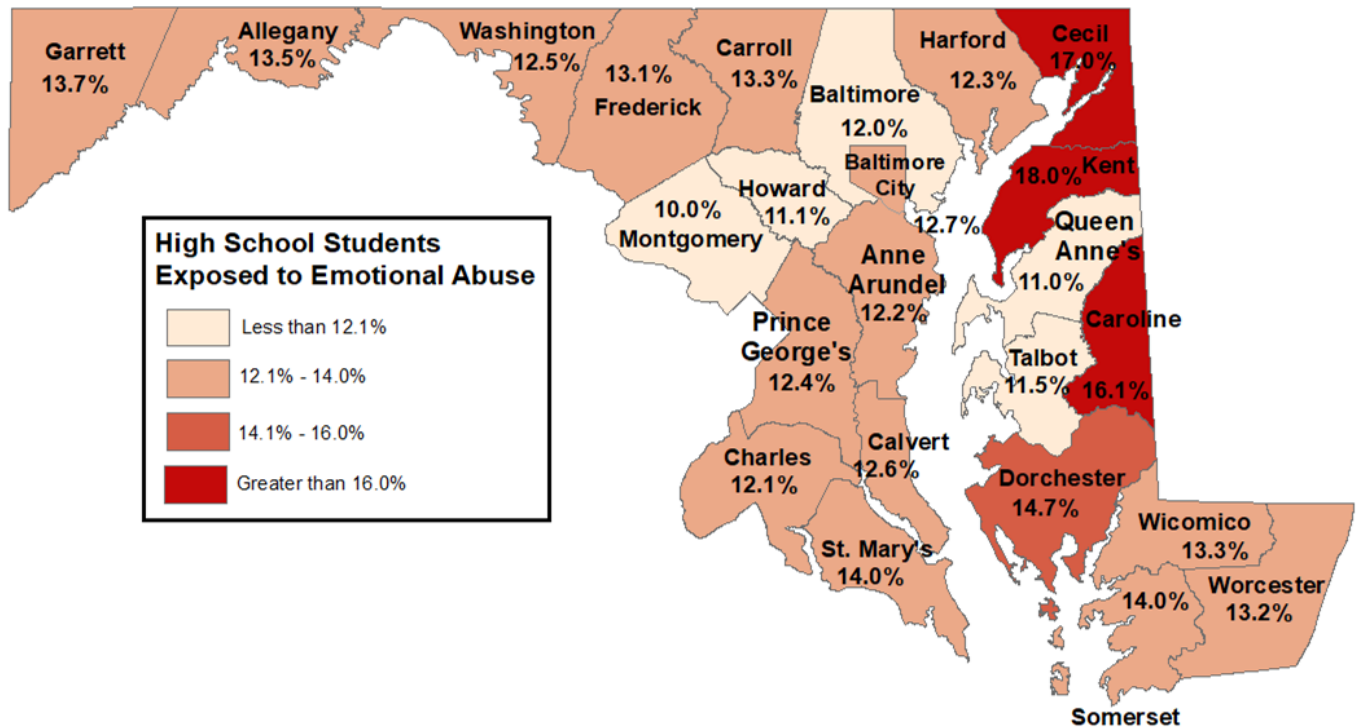 Garrett
13.7%
Allegany
13.5%
Washington
12.5%
13.1%
Frederick
Carroll
13.3%
Baltimore
12.0%
Baltimore
City
12.7%
Harford
12.3%
Cecil
17.0%
18.0% Kent
Howard
11.1%
10.0%
Montgomery
Queen
Anne's
11.0%
Anne
Arundel
12.2%
Prince
George's
12.4%
Caroline
16.1%
Talbot
11.5%
Charles
12.1%
Calvert
12.6%
Dorchester
14.7%
St. Mary's
14.0%
Wicomico
13.3%
Worcester
13.2%
14.0%
Somerset
High School Students
Exposed to Emotional Abuse
Less than 12.1%
12.1% - 14.0%
14.1% - 16.0%
Greater than 16.0%